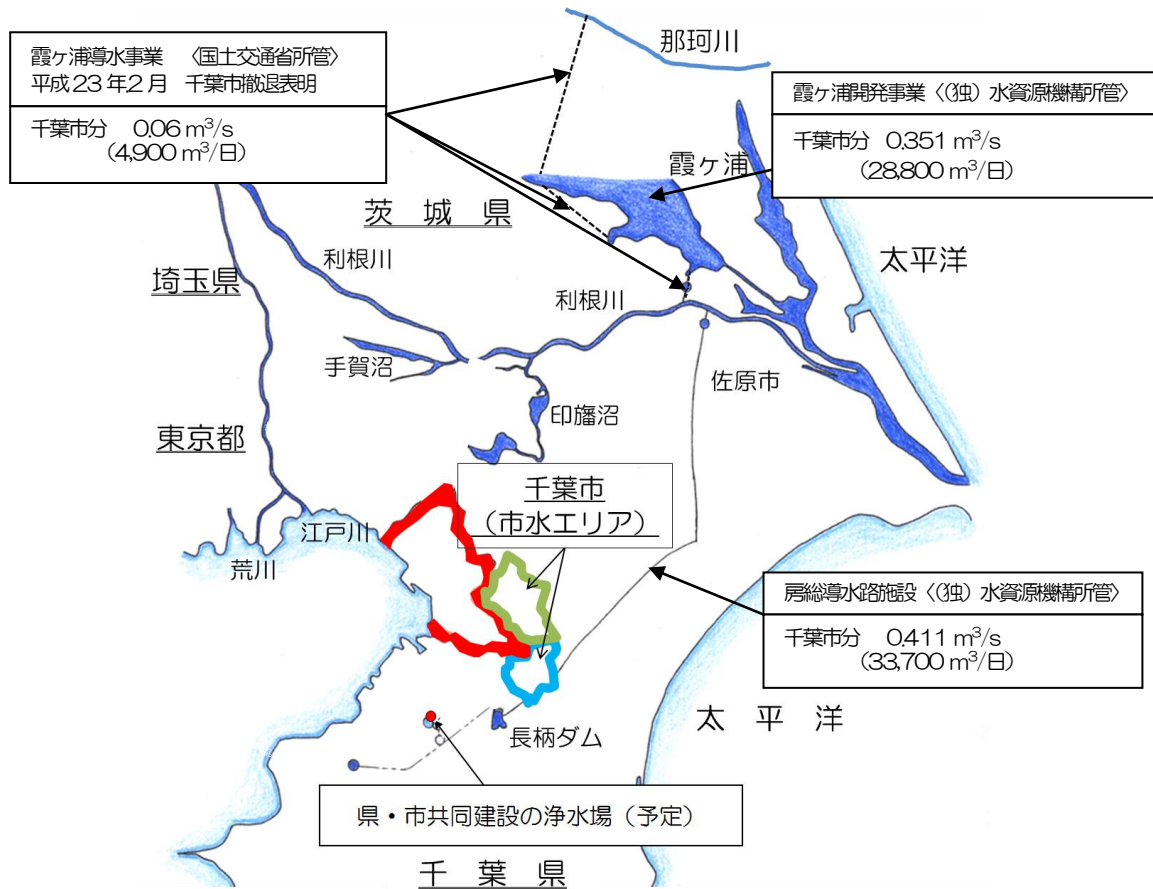 霞ヶ浦導水事業 〈国土交通省所管〉
平成23年2月 千葉市撤退表明
千葉市分 0.06 m³/s
(4,900 m³/日)
那珂川
霞ヶ浦開発事業〈(独)水資源機構所管〉
千葉市分 0.351 m³/s
(28,800 m³/日)
霞ヶ浦
茨城県
太平洋
利根川
埼玉県
利根川
手賀沼
佐原市
印旛沼
東京都
千葉市
(市水エリア)
江戸川
荒川
房総導水路施設〈(独)水資源機構所管〉
千葉市分 0.411 m³/s
(33,700 m³/日)
太平洋
長柄ダム
県・市共同建設の浄水場(予定)
千葉県